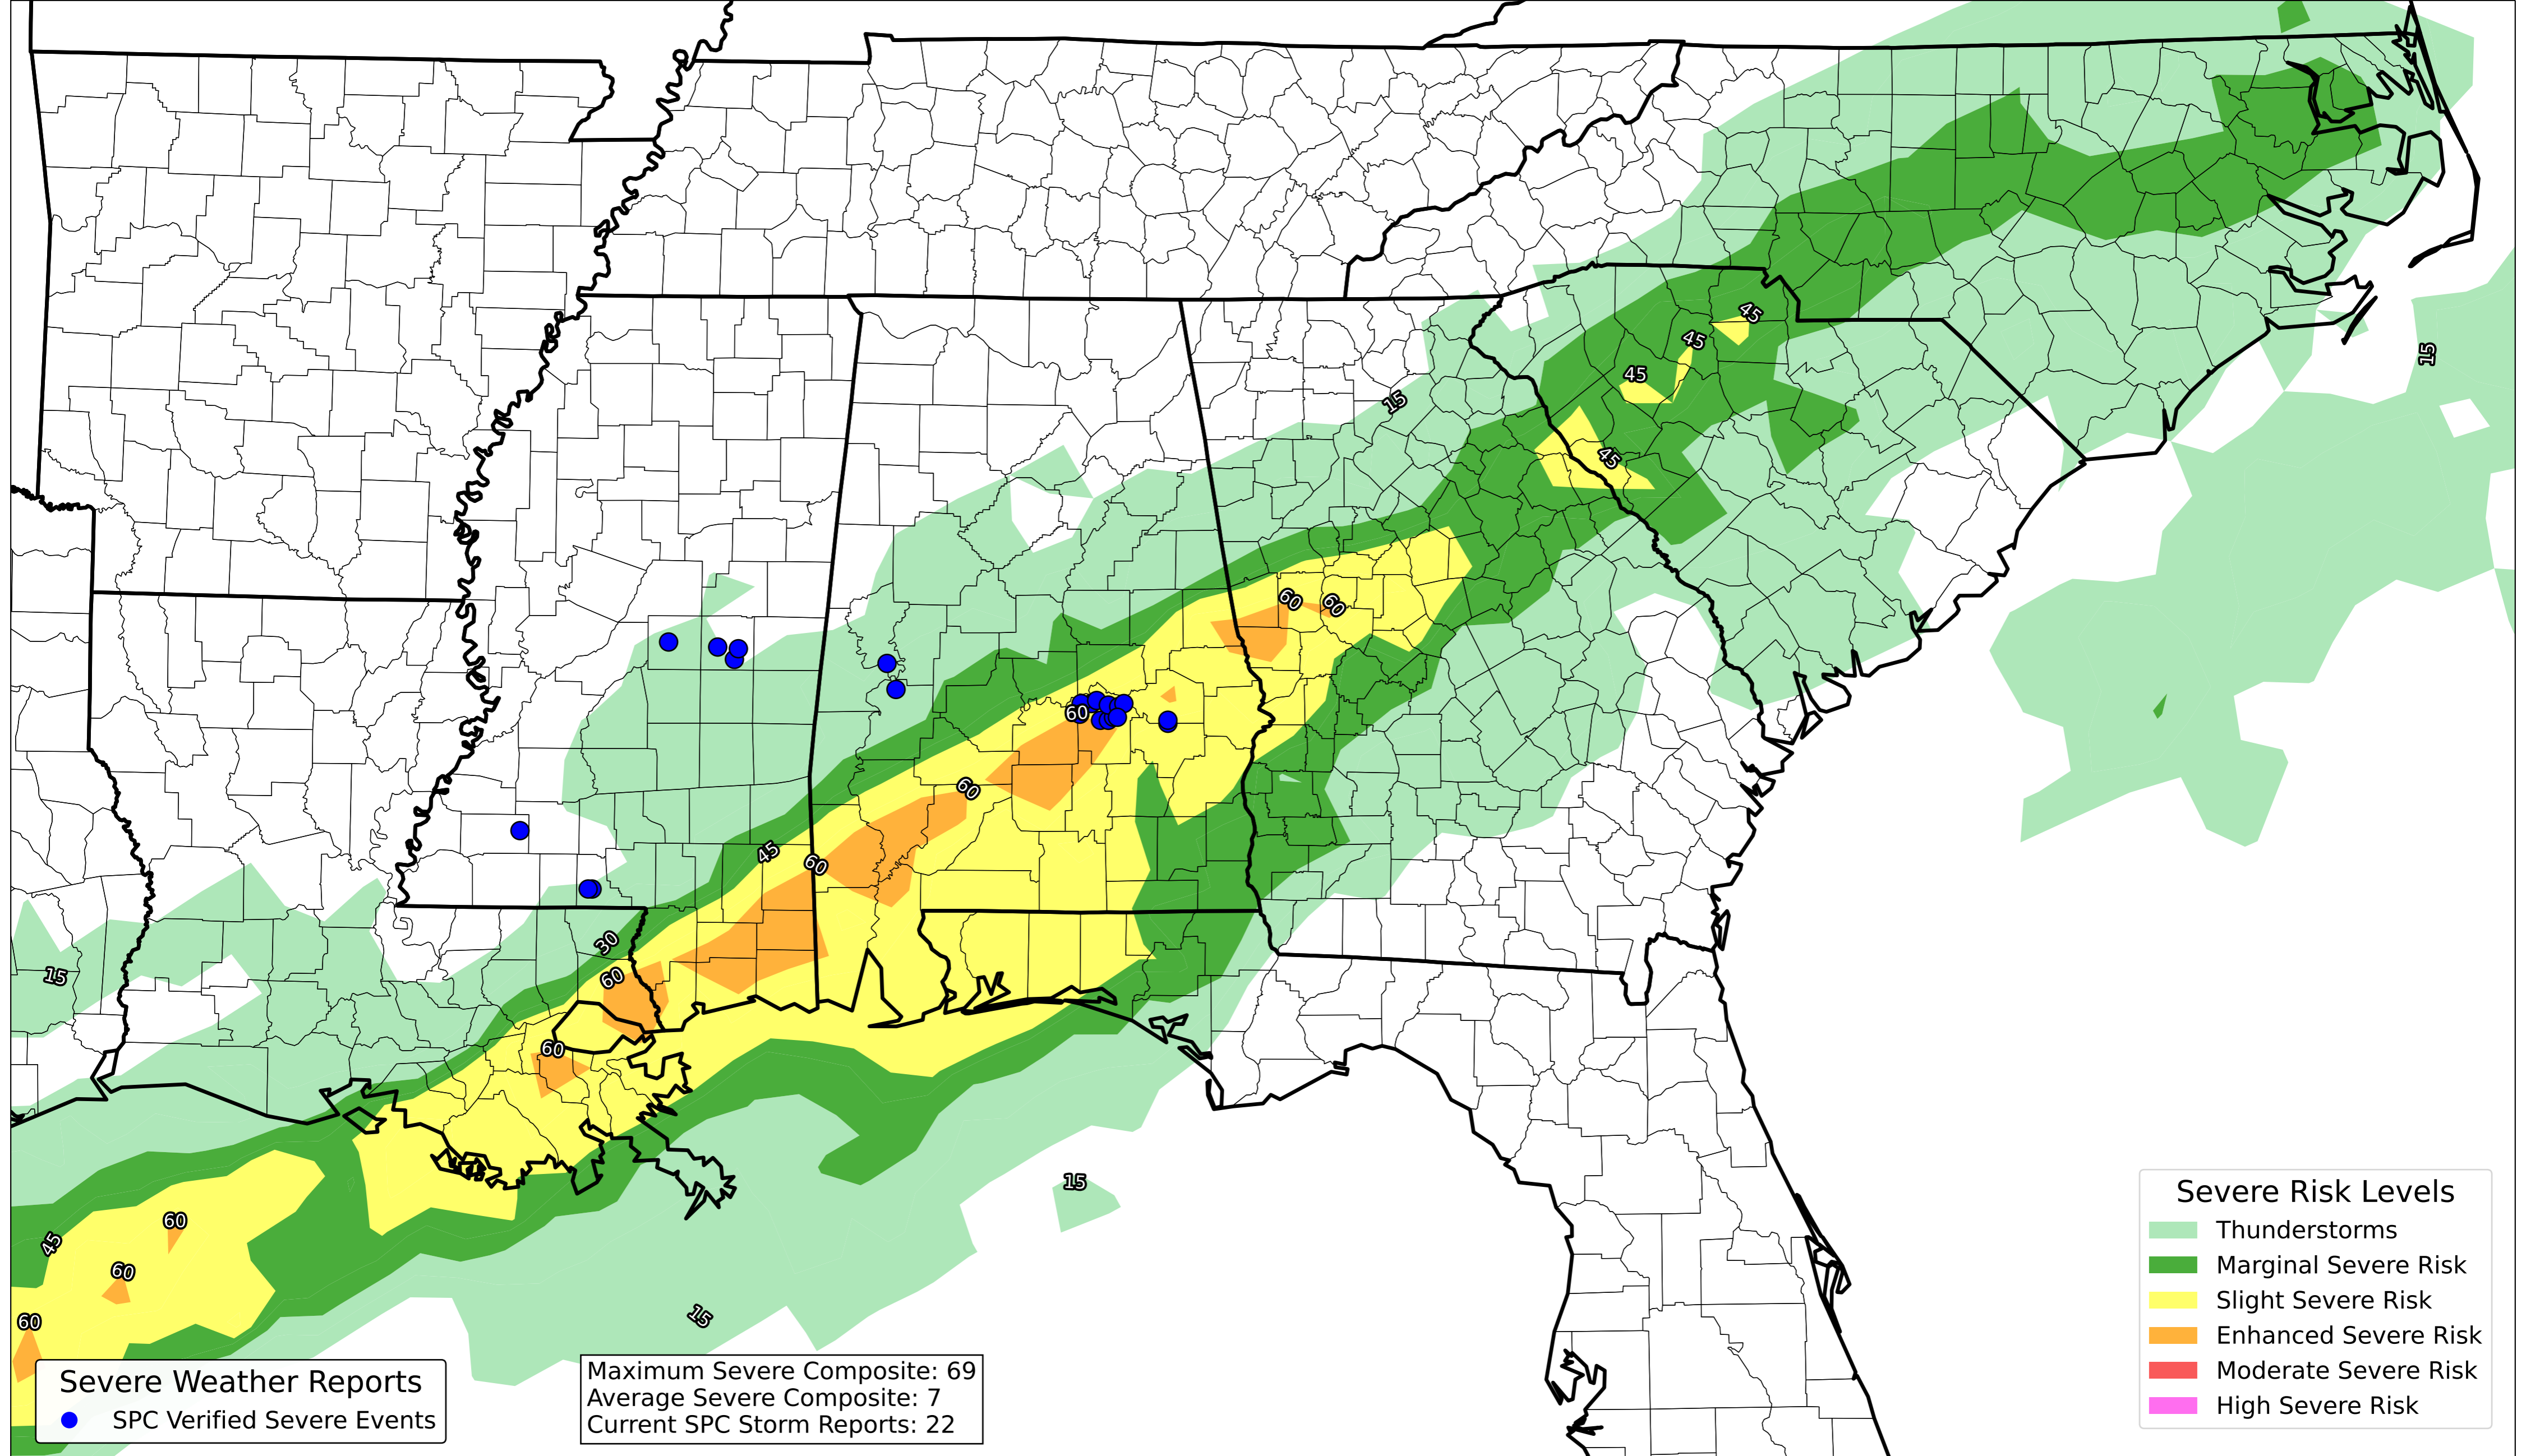 45
45
45
15
15
45
60
60
60
60
45
60
30
15
60
60
15
60
45
60
15
60
Severe Weather Reports
SPC Verified Severe Events
Maximum Severe Composite: 69
Average Severe Composite: 7
Current SPC Storm Reports: 22
Severe Risk Levels
Thunderstorms
Marginal Severe Risk
Slight Severe Risk
Enhanced Severe Risk
Moderate Severe Risk
High Severe Risk